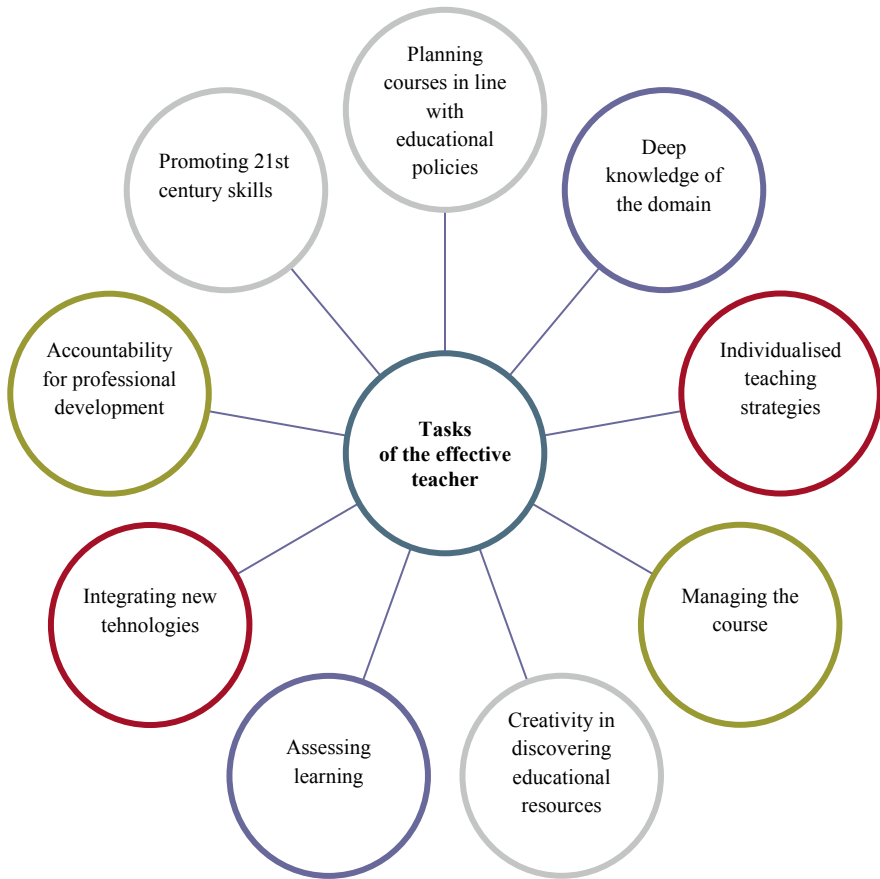 Planning
courses in line
with
educational
policies
Deep
knowledge of
the domain
Individualised
teaching
strategies
Managing the
course
Creativity in
discovering
educational
resources
Assessing
learning
Integrating new
tehnologies
Accountability
for professional
development
Promoting 21st
century skills
Tasks
of the effective
teacher